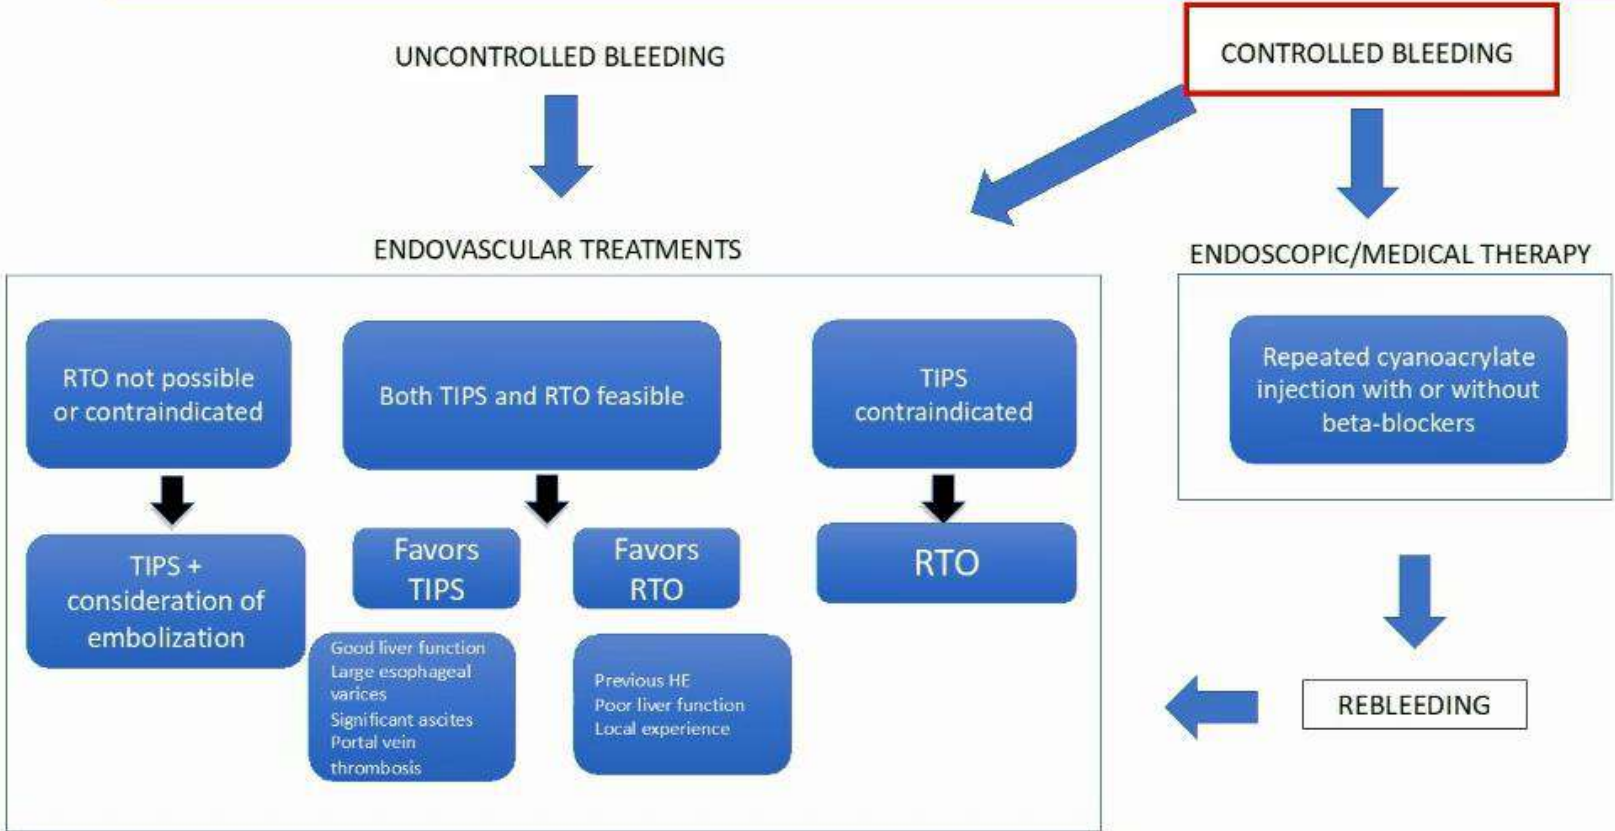 UNCONTROLLED BLEEDING
CONTROLLED BLEEDING
ENDOVASCULAR TREATMENTS
RTO not possible
or contraindicated
TIPS +
consideration of
embolization
Both TIPS and RTO feasible
Favors
TIPS
Good liver function
Large esophageal
varices
Significant ascites
Portal vein
thrombosis
Favors
RTO
Previous HE
Poor liver function
Local experience
TIPS
contraindicated
RTO
ENDOSCOPIC/MEDICAL THERAPY
Repeated cyanoacrylate
injection with or without
beta-blockers
REBLEEDING